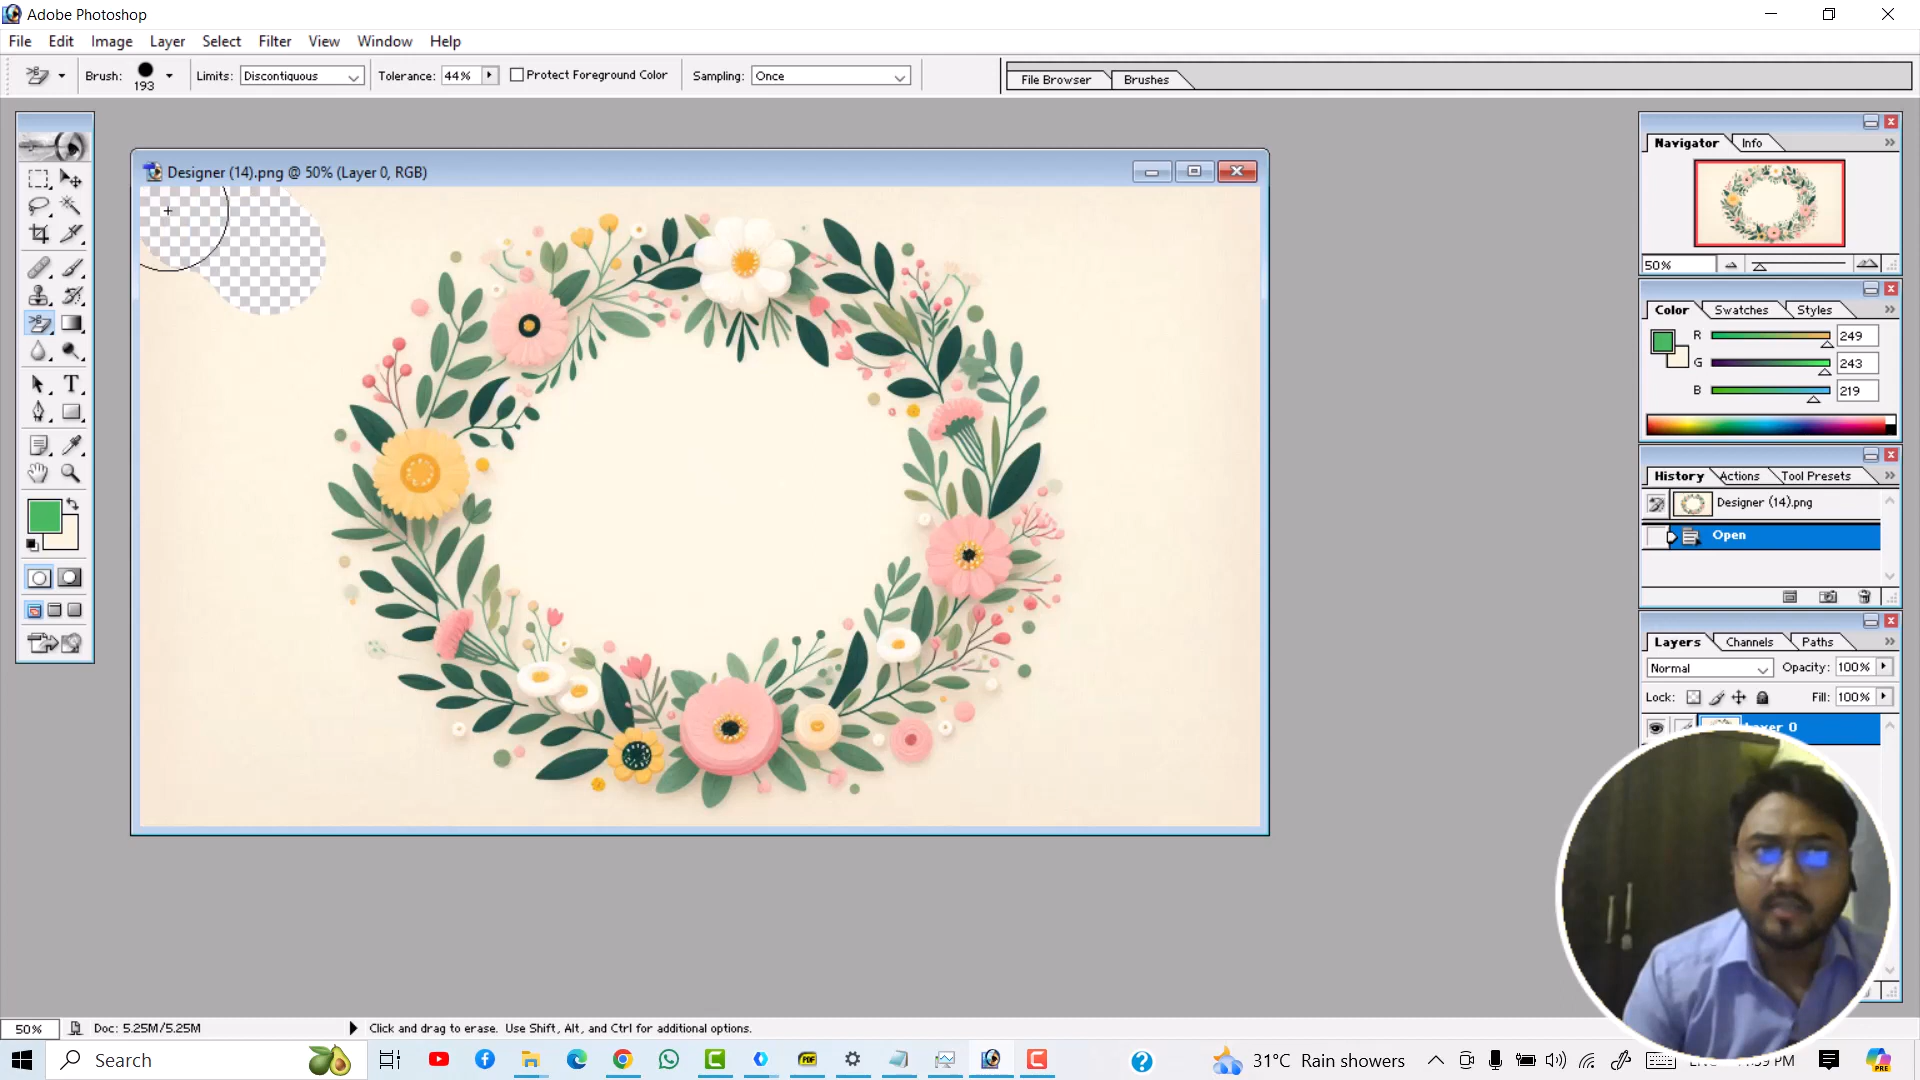 Adobe Photoshop
File Edit Image Layer Select Filter View Window Help
Brush: 193 Limits: Discontiguous Tolerance: 44% Protect Foreground Color Sampling: Once File Browser Brushes
Designer (14).png @ 50% (Layer 0, RGB)
Navigator Info
50%
Color Swatches Styles
R 249
G 243
B 219
History Actions Tool Presets
Designer (14).png
Open
Layers Channels Paths
Normal Opacity: 100%
Lock: Fill: 100%
Layer 0
50% Doc: 5.25M/5.25M Click and drag to erase. Use Shift, Alt, and Ctrl for additional options.
Search 31°C Rain showers PM